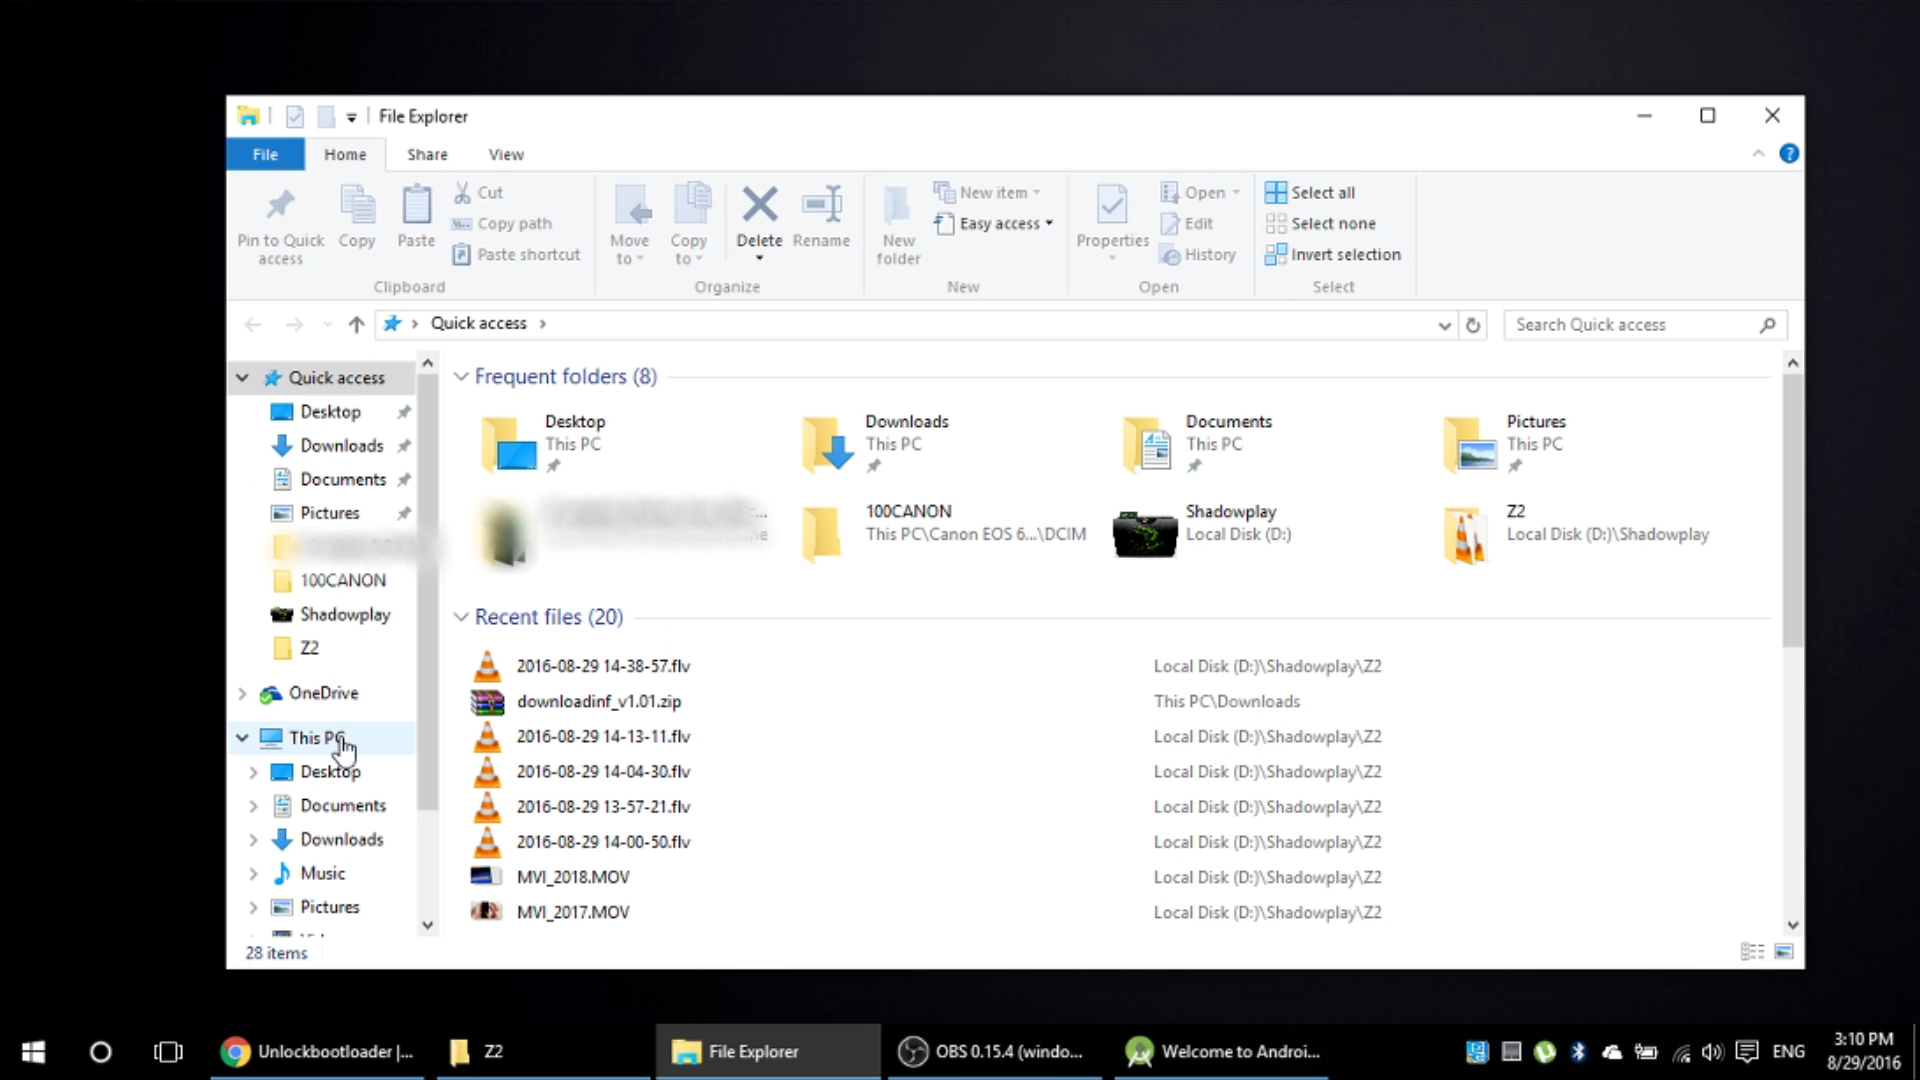 File Explorer
File Home Share View
Pin to Quick access
Copy
Paste
Cut
Copy path
Paste shortcut
Clipboard
Move to
Copy to
Delete
Rename
Organize
New folder
New item
Easy access
New
Properties
Open
Edit
History
Open
Select all
Select none
Invert selection
Select
Quick access
Search Quick access
Quick access
Desktop
Downloads
Documents
Pictures
100CANON
Shadowplay
Z2
OneDrive
This PC
Desktop
Documents
Downloads
Music
Pictures
Frequent folders (8)
Desktop
This PC
Downloads
This PC
Documents
This PC
Pictures
This PC
100CANON
This PC\Canon EOS 6...\DCIM
Shadowplay
Local Disk (D:)
Z2
Local Disk (D:)\Shadowplay
Recent files (20)
2016-08-29 14-38-57.flv Local Disk (D:)\Shadowplay\Z2
downloadinf_v1.01.zip This PC\Downloads
2016-08-29 14-13-11.flv Local Disk (D:)\Shadowplay\Z2
2016-08-29 14-04-30.flv Local Disk (D:)\Shadowplay\Z2
2016-08-29 13-57-21.flv Local Disk (D:)\Shadowplay\Z2
2016-08-29 14-00-50.flv Local Disk (D:)\Shadowplay\Z2
MVI_2018.MOV Local Disk (D:)\Shadowplay\Z2
MVI_2017.MOV Local Disk (D:)\Shadowplay\Z2
28 items
Unlockbootloader |...
Z2
File Explorer
OBS 0.15.4 (windo...
Welcome to Androi...
ENG
3:10 PM
8/29/2016